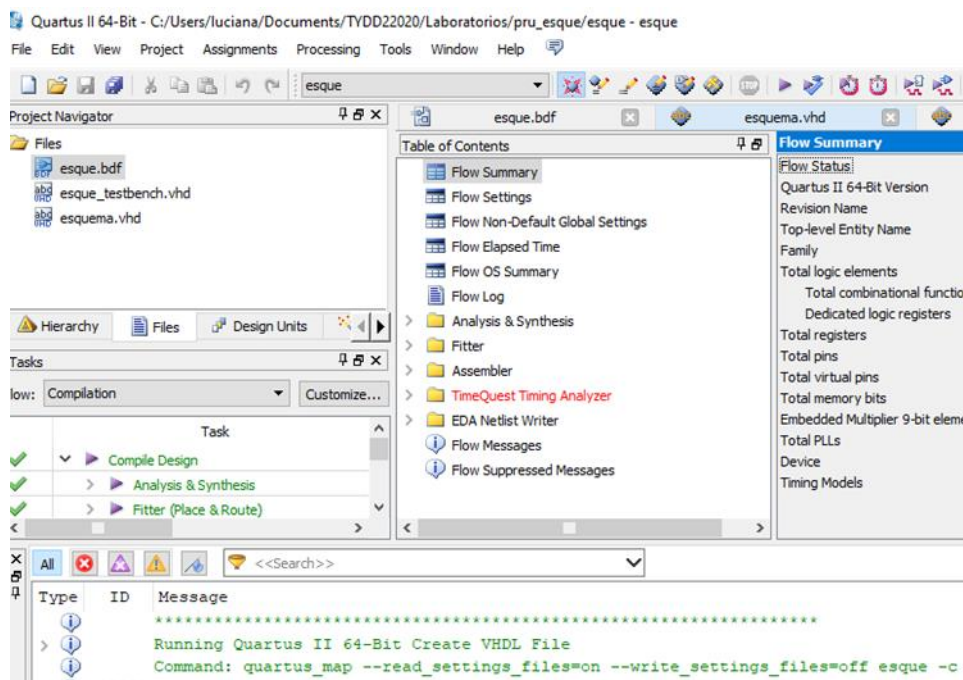 Quartus II 64-Bit - C:/Users/luciana/Documents/TYDD22020/Laboratorios/pru_esque/esque - esque
File Edit View Project Assignments Processing Tools Window Help
esque
Project Navigator
Files
esque.bdf
esque_testbench.vhd
esquema.vhd
Hierarchy Files Design Units
Tasks
low: Compilation Customize...
Task
Compile Design
Analysis & Synthesis
Fitter (Place & Route)
esque.bdf esquema.vhd
Table of Contents
Flow Summary
Flow Settings
Flow Non-Default Global Settings
Flow Elapsed Time
Flow OS Summary
Flow Log
Analysis & Synthesis
Fitter
Assembler
TimeQuest Timing Analyzer
EDA Netlist Writer
Flow Messages
Flow Suppressed Messages
Flow Summary
Flow Status
Quartus II 64-Bit Version
Revision Name
Top-level Entity Name
Family
Total logic elements
Total combinational functio
Dedicated logic registers
Total registers
Total pins
Total virtual pins
Total memory bits
Embedded Multiplier 9-bit eleme
Total PLLs
Device
Timing Models
All <<Search>>
Type ID Message
********************************************************************
Running Quartus II 64-Bit Create VHDL File
Command: quartus_map --read_settings_files=on --write_settings_files=off esque -c